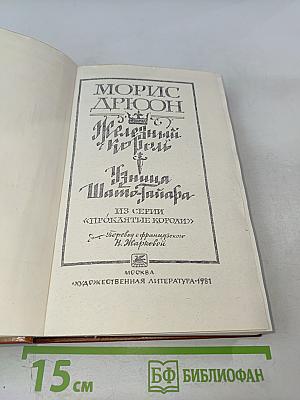 МОРИС
ДРЮОН
Железный
король
Узница
Шато-Гайара
ИЗ СЕРИИ
«ПРОКЛЯТЫЕ КОРОЛИ»
Перевод с французского
Н. Жарковой
МОСКВА
«ХУДОЖЕСТВЕННАЯ ЛИТЕРАТУРА»·1981
15 см
БФ БИБЛИОФАН